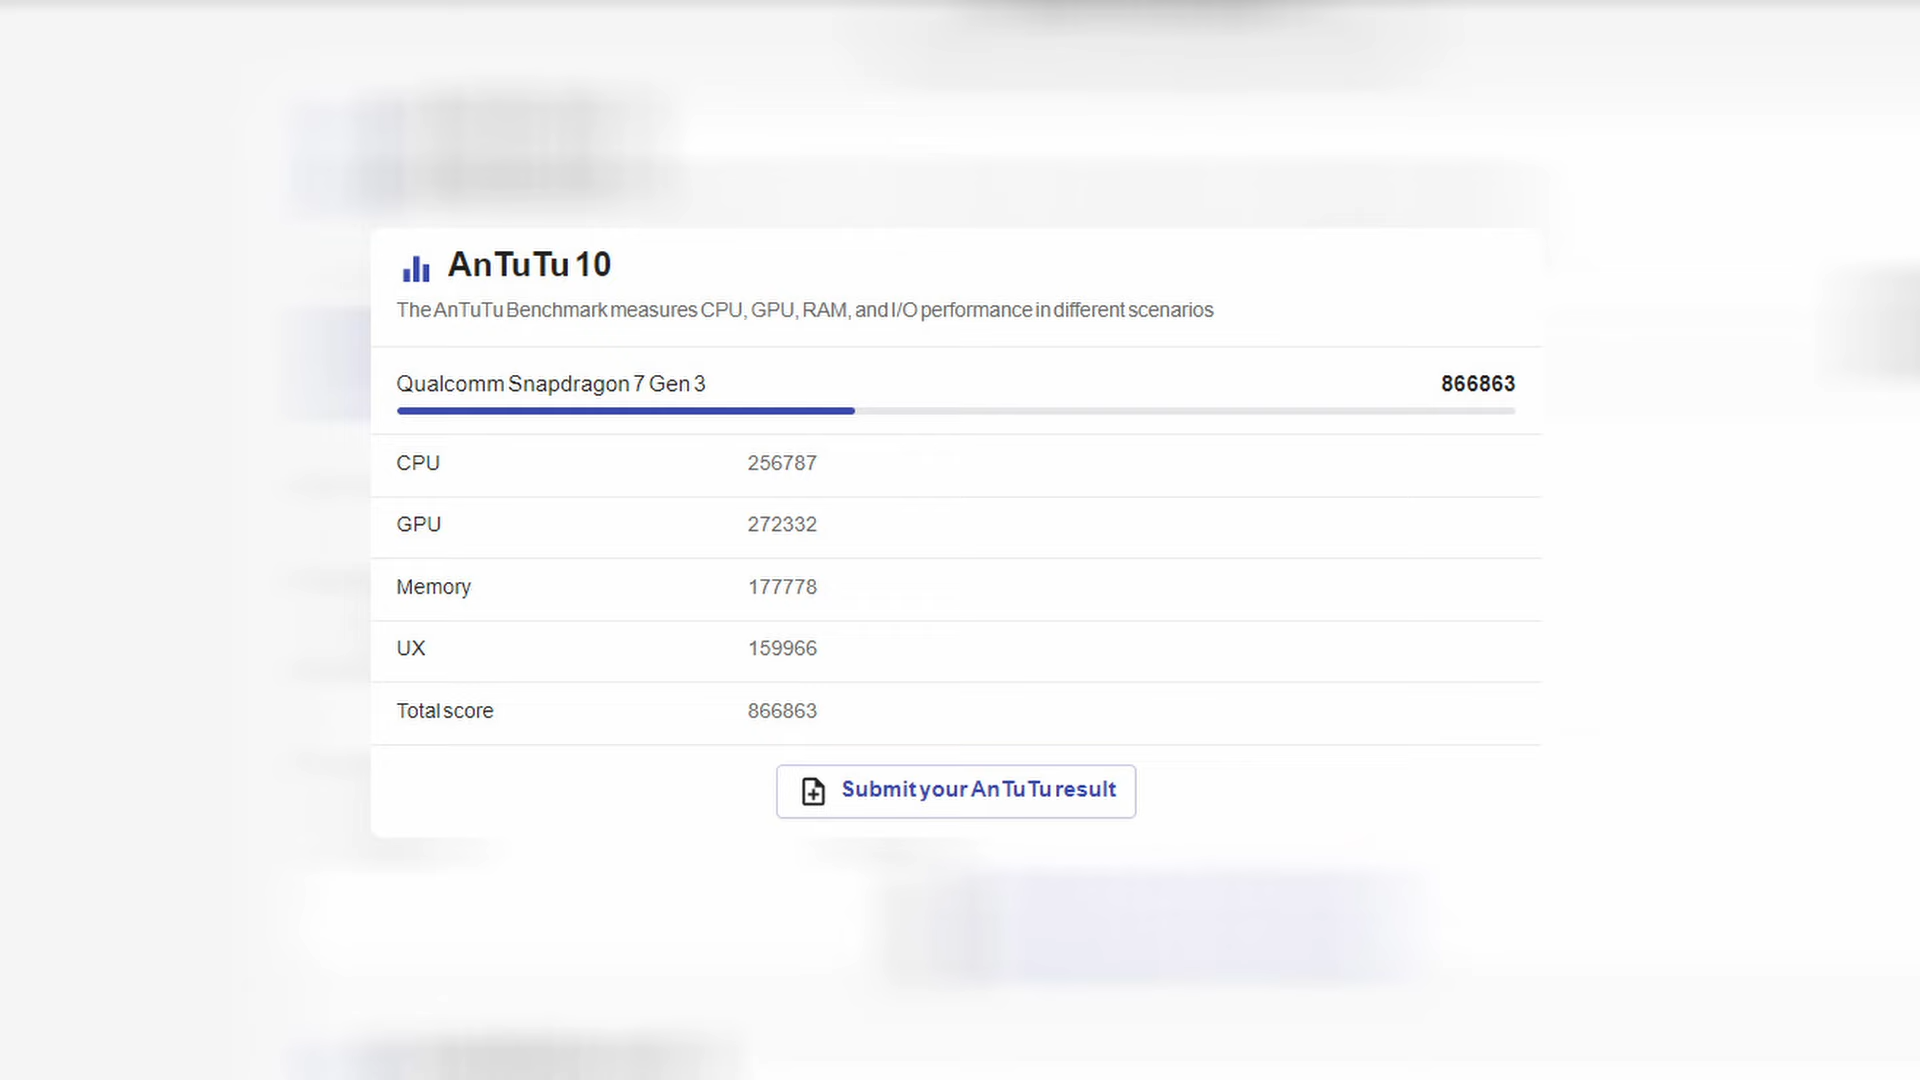 AnTuTu 10
The AnTuTu Benchmark measures CPU, GPU, RAM, and I/O performance in different scenarios
Qualcomm Snapdragon 7 Gen 3 866863
CPU 256787
GPU 272332
Memory 177778
UX 159966
Total score 866863
Submit your AnTuTu result